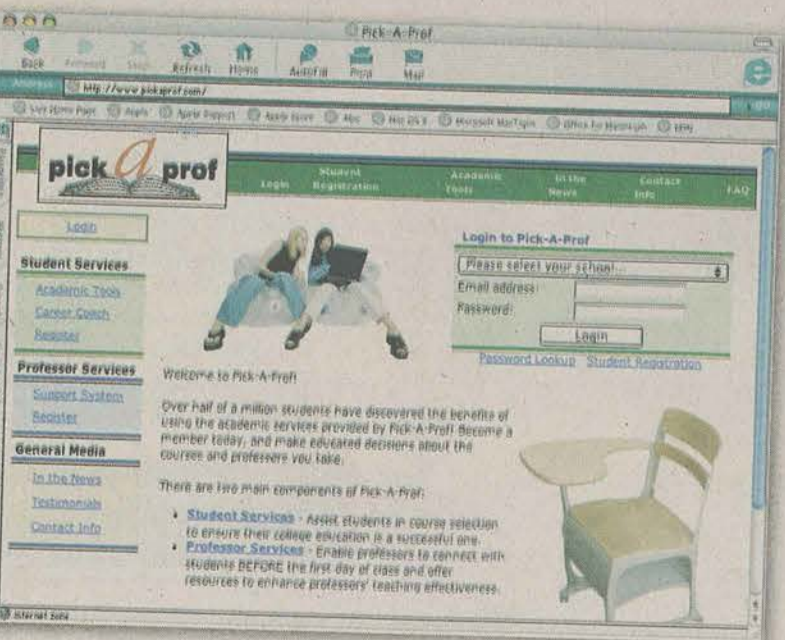 Pick-A-Prof
Back Forward Stop Refresh Home AutoFill Print Mail
Address http://www.pickaprof.com/
Live Home Page Apple Apple Support Apple Store Mac OS X Microsoft MacTopia Office for Macintosh MSN
pick a prof
Login Student Registration Academic Tools In the News Contact Info FAQ
Login
Student Services
Academic Tools
Career Coach
Register
Professor Services
Support System
Register
General Media
In the News
Testimonials
Contact Info
Login to Pick-A-Prof
Please select your school...
Email address:
Password:
Login
Password Lookup Student Registration
Welcome to Pick-A-Prof!
Over half of a million students have discovered the benefits of
using the academic services provided by Pick-A-Prof! Become a
member today, and make educated decisions about the
courses and professors you take.
There are two main components of Pick-A-Prof:
• Student Services - Assist students in course selection
to ensure their college education is a successful one.
• Professor Services - Enable professors to connect with
students BEFORE the first day of class and offer
resources to enhance professors' teaching effectiveness.
Internet zone